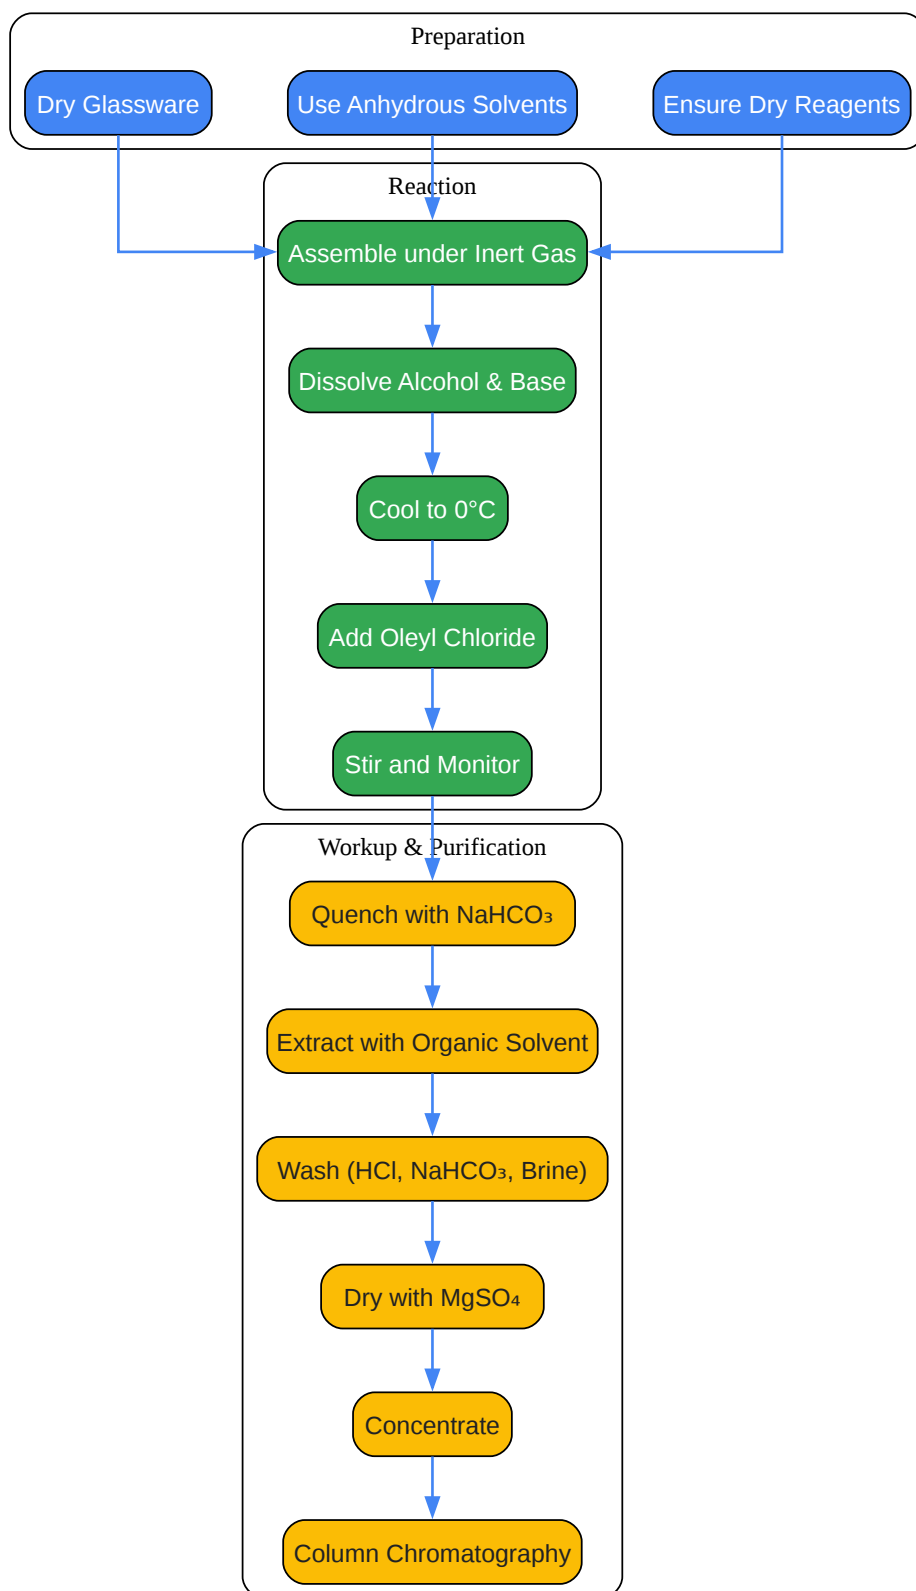 Preparation
Dry Glassware
Use Anhydrous Solvents
Ensure Dry Reagents
Reaction
Assemble under Inert Gas
Dissolve Alcohol & Base
Cool to 0°C
Add Oleyl Chloride
Stir and Monitor
Workup & Purification
Quench with NaHCO₃
Extract with Organic Solvent
Wash (HCl, NaHCO₃, Brine)
Dry with MgSO₄
Concentrate
Column Chromatography